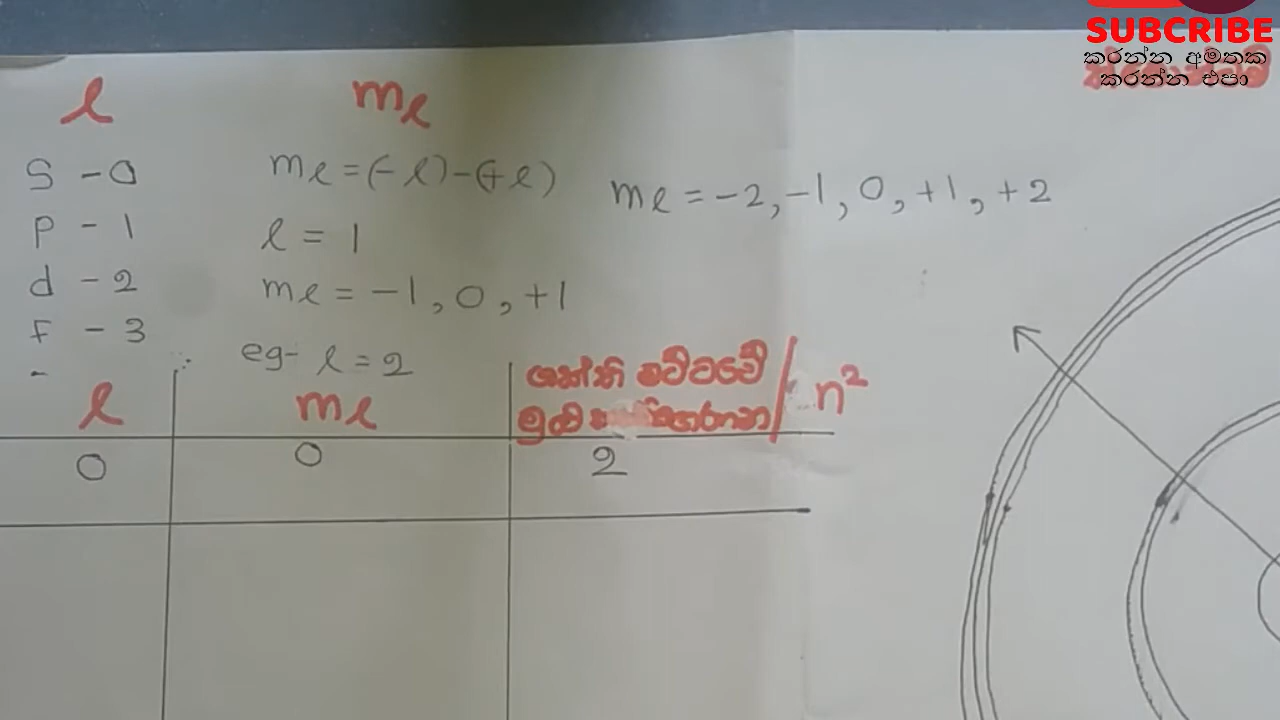 SUBCRIBE
කරන්න අමතක
කරන්න එපා
l
mℓ
S - 0
mℓ = (-ℓ) - (+ℓ)
mℓ = -2, -1, 0, +1, +2
P - 1
ℓ = 1
d - 2
mℓ = -1, 0, +1
F - 3
eg- ℓ = 2
-
ශක්ති මට්ටමේ
මුළු
n²
ℓ
mℓ
0
0
2